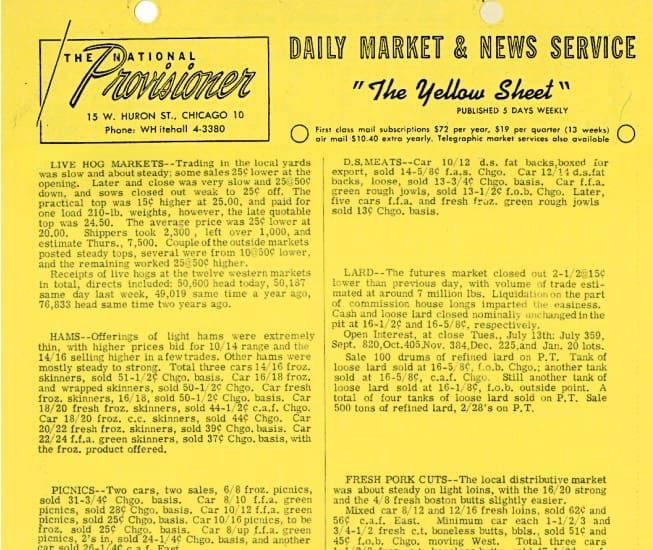 THE NATIONAL
Provisioner
15 W. HURON ST., CHICAGO 10
Phone: WH itehall 4-3380
DAILY MARKET & NEWS SERVICE
"The Yellow Sheet"
PUBLISHED 5 DAYS WEEKLY
First class mail subscriptions $72 per year, $19 per quarter (13 weeks)
air mail $10.40 extra yearly. Telegraphic market services also available
LIVE HOG MARKETS--Trading in the local yards
was slow and about steady; some sales 25¢ lower at the
opening. Later and close was very slow and 25@50¢
down, and sows closed out weak to 25¢ off. The
practical top was 15¢ higher at 25.00, and paid for
one load 210-lb. weights, however, the late quotable
top was 24.50. The average price was 25¢ lower at
20.00. Shippers took 2,300 , left over 1,000, and
estimate Thurs., 7,500. Couple of the outside markets
posted steady tops, several were from 10@50¢ lower,
and the remaining worked 25@50¢ higher.
Receipts of live hogs at the twelve western markets
in total, directs included: 50,600 head today, 50,187
same day last week, 49,019 same time a year ago,
76,833 head same time two years ago.
HAMS--Offerings of light hams were extremely
thin, with higher prices bid for 10/14 range and the
14/16 selling higher in a few trades. Other hams were
mostly steady to strong. Total three cars 14/16 froz.
skinners, sold 51-1/2¢ Chgo. basis. Car 16/18 froz.
and wrapped skinners, sold 50-1/2¢ Chgo. Car fresh
froz. skinners, 16/18, sold 50-1/2¢ Chgo. basis. Car
18/20 fresh froz. skinners, sold 44-1/2¢ c.a.f. Chgo.
Car 18/20 froz. c.c. skinners, sold 44¢ Chgo. Car
20/22 fresh froz. skinners, sold 39¢ Chgo. basis. Car
22/24 f.f.a. green skinners, sold 37¢ Chgo. basis, with
the froz. product offered.
PICNICS--Two cars, two sales, 6/8 froz. picnics,
sold 31-3/4¢ Chgo. basis. Car 8/10 f.f.a. green
picnics, sold 28¢ Chgo. basis. Car 10/12 f.f.a. green
picnics, sold 25¢ Chgo. basis. Car 10/16 picnics, to be
froz. sold 25¢ Chgo. basis. Car 8/up f.f.a. green
picnics, 2's in, sold 24-1/4¢ Chgo. basis, and another
car sold 26-1/4¢ c.a.f. East.
D.S. MEATS--Car 10/12 d.s. fat backs, boxed for
export, sold 14-5/8¢ f.a.s. Chgo. Car 12/14 d.s. fat
backs, loose, sold 13-3/4¢ Chgo. basis. Car f.f.a.
green rough jowls, sold 13-1/2¢ f.o.b. Chgo. Later,
five cars f.f.a. and fresh froz. green rough jowls
sold 13¢ Chgo. basis.
LARD--The futures market closed out 2-1/2@15¢
lower than previous day, with volume of trade esti-
mated at around 7 million lbs. Liquidation on the part
of commission house longs imparted the easiness.
Cash and loose lard closed nominally unchanged in the
pit at 16-1/2¢ and 16-5/8¢, respectively.
Open Interest, at close Tues., July 13th: July 359,
Sept. 820, Oct. 405, Nov. 384, Dec. 225, and Jan. 20 lots.
Sale 100 drums of refined lard on P.T. Tank of
loose lard sold at 16-5/8¢, f.o.b. Chgo.; another tank
sold at 16-5/8¢, c.a.f. Chgo. Still another tank of
loose lard sold at 16-1/8¢, f.o.b. outside point. A
total of four tanks of loose lard sold on P.T. Sale
500 tons of refined lard, 2/28's on P.T.
FRESH PORK CUTS--The local distributive market
was about steady on light loins, with the 16/20 strong
and the 4/8 fresh boston butts slightly easier.
Mixed car 8/12 and 12/16 fresh loins, sold 62¢ and
56¢ c.a.f. East. Minimum car each 1-1/2/3 and
3/4-1/2 fresh c.t. boneless butts, bbls., sold 51¢ and
45¢ f.o.b. Chgo. moving West. Total three cars